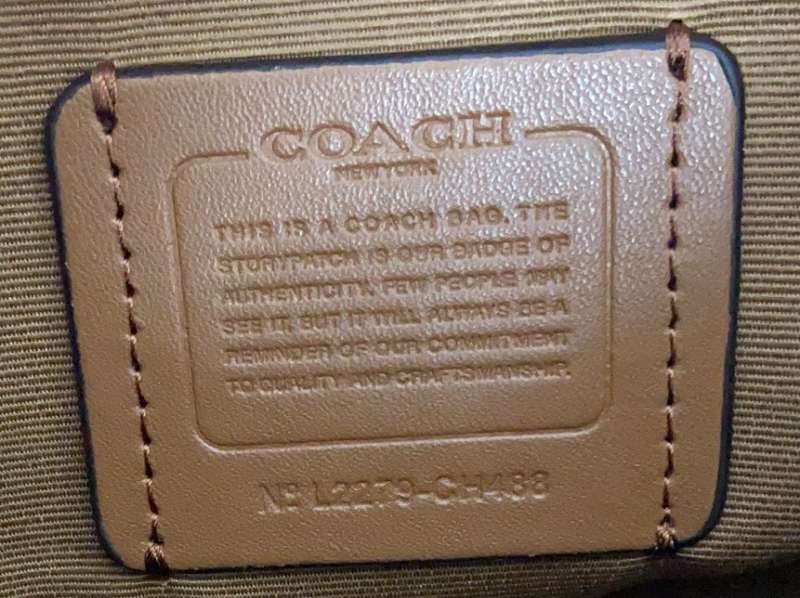 COACH
NEW YORK
THIS IS A COACH BAG. THE
STORYPATCH IS OUR BADGE OF
AUTHENTICITY. FEW PEOPLE MAY
SEE IT, BUT IT WILL ALWAYS BE A
REMINDER OF OUR COMMITMENT
TO QUALITY AND CRAFTSMANSHIP.
Nº L2279-CH488